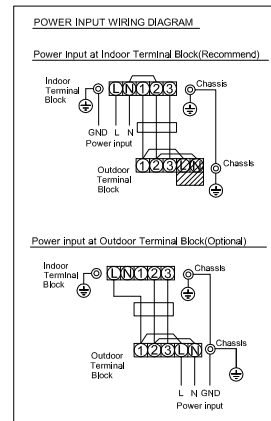 POWER INPUT WIRING DIAGRAM
Power Input at Indoor Terminal Block(Recommend)
Indoor
Terminal
Block
L N 1 2 3
Chassis
GND L N
Power input
Outdoor
Terminal
Block
1 2 3 L N
Chassis
Power input at Outdoor Terminal Block(Optional)
Indoor
Terminal
Block
L N 1 2 3
Chassis
Outdoor
Terminal
Block
1 2 3 L N
Chassis
L N GND
Power input